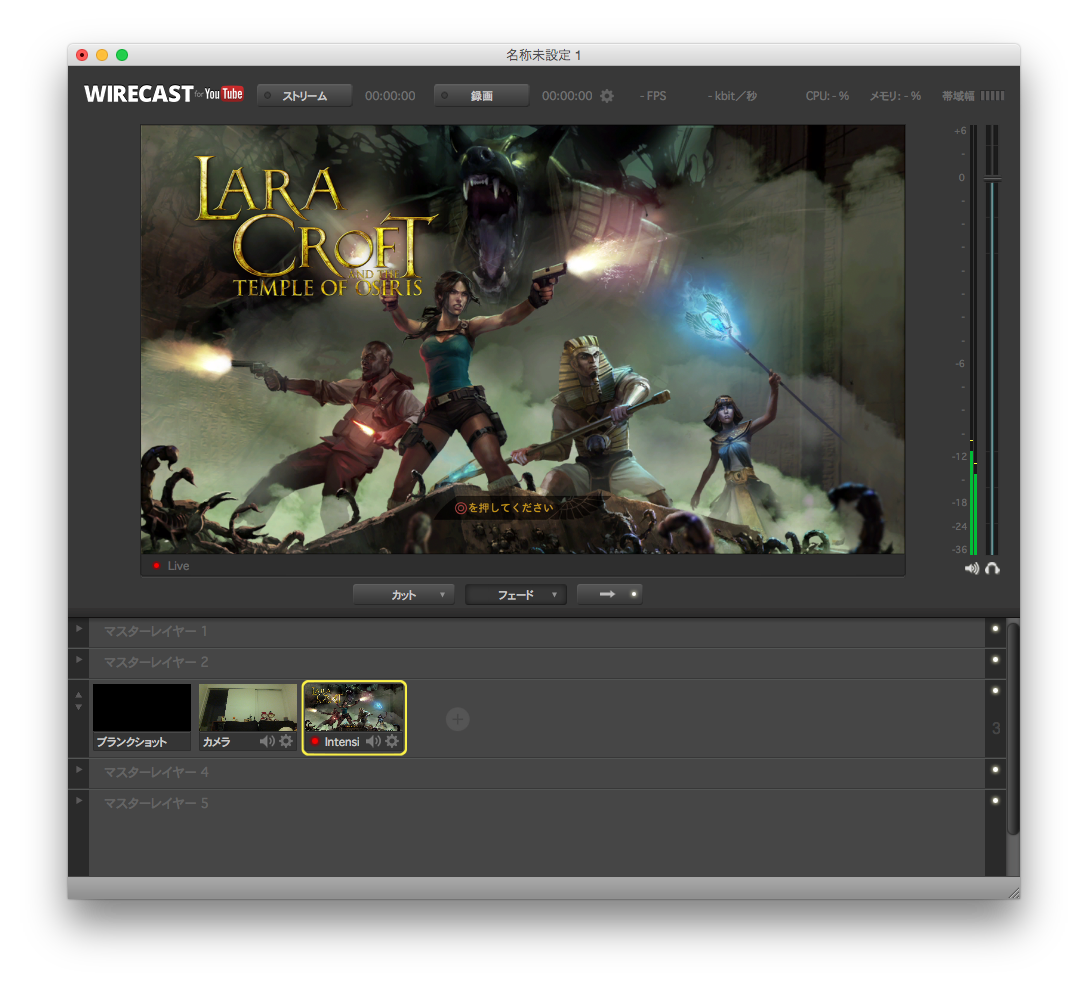 名称未設定 1
WIRECAST for YouTube ストリーム 00:00:00 録画 00:00:00 - FPS - kbit／秒 CPU: - % メモリ: - % 帯域幅
LARA
CROFT
AND THE
TEMPLE OF OSIRIS
◎を押してください
+6
-
0
-
-
-
-
-
-
-
-6
-
-
-
-12
-
-18
-24
-36
Live
カット フェード
マスターレイヤー 1
マスターレイヤー 2
3
ブランクショット カメラ Intensi
マスターレイヤー 4
マスターレイヤー 5